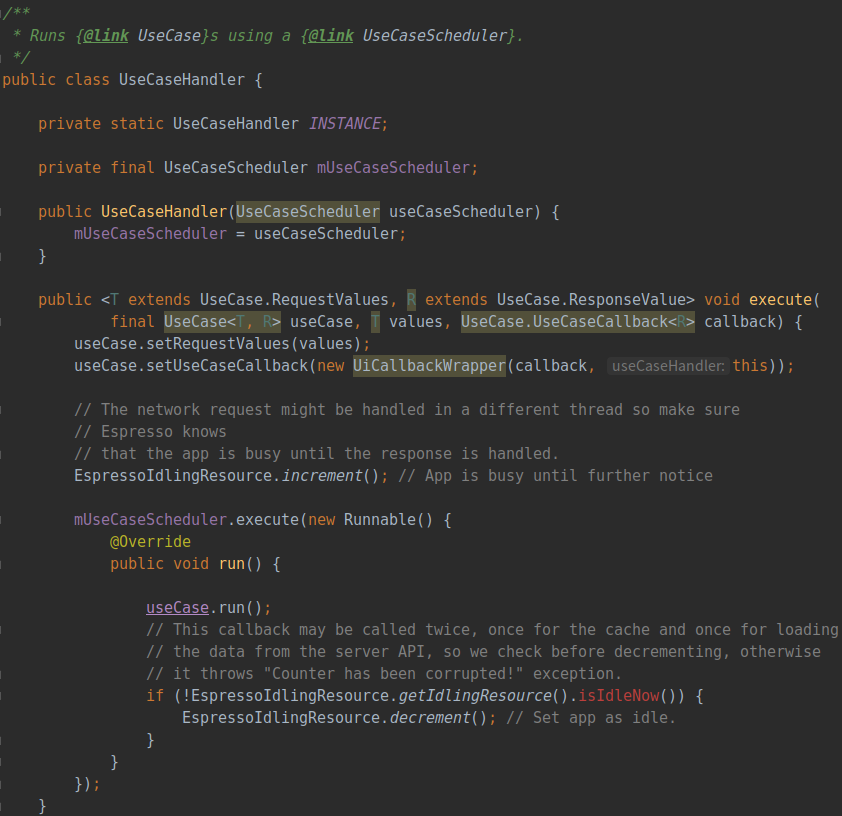 /**
 * Runs {@link UseCase}s using a {@link UseCaseScheduler}.
 */
public class UseCaseHandler {

    private static UseCaseHandler INSTANCE;

    private final UseCaseScheduler mUseCaseScheduler;

    public UseCaseHandler(UseCaseScheduler useCaseScheduler) {
        mUseCaseScheduler = useCaseScheduler;
    }

    public <T extends UseCase.RequestValues, R extends UseCase.ResponseValue> void execute(
            final UseCase<T, R> useCase, T values, UseCase.UseCaseCallback<R> callback) {
        useCase.setRequestValues(values);
        useCase.setUseCaseCallback(new UiCallbackWrapper(callback, useCaseHandler: this));

        // The network request might be handled in a different thread so make sure
        // Espresso knows
        // that the app is busy until the response is handled.
        EspressoIdlingResource.increment(); // App is busy until further notice

        mUseCaseScheduler.execute(new Runnable() {
            @Override
            public void run() {

                useCase.run();
                // This callback may be called twice, once for the cache and once for loading
                // the data from the server API, so we check before decrementing, otherwise
                // it throws "Counter has been corrupted!" exception.
                if (!EspressoIdlingResource.getIdlingResource().isIdleNow()) {
                    EspressoIdlingResource.decrement(); // Set app as idle.
                }
            }
        });
    }